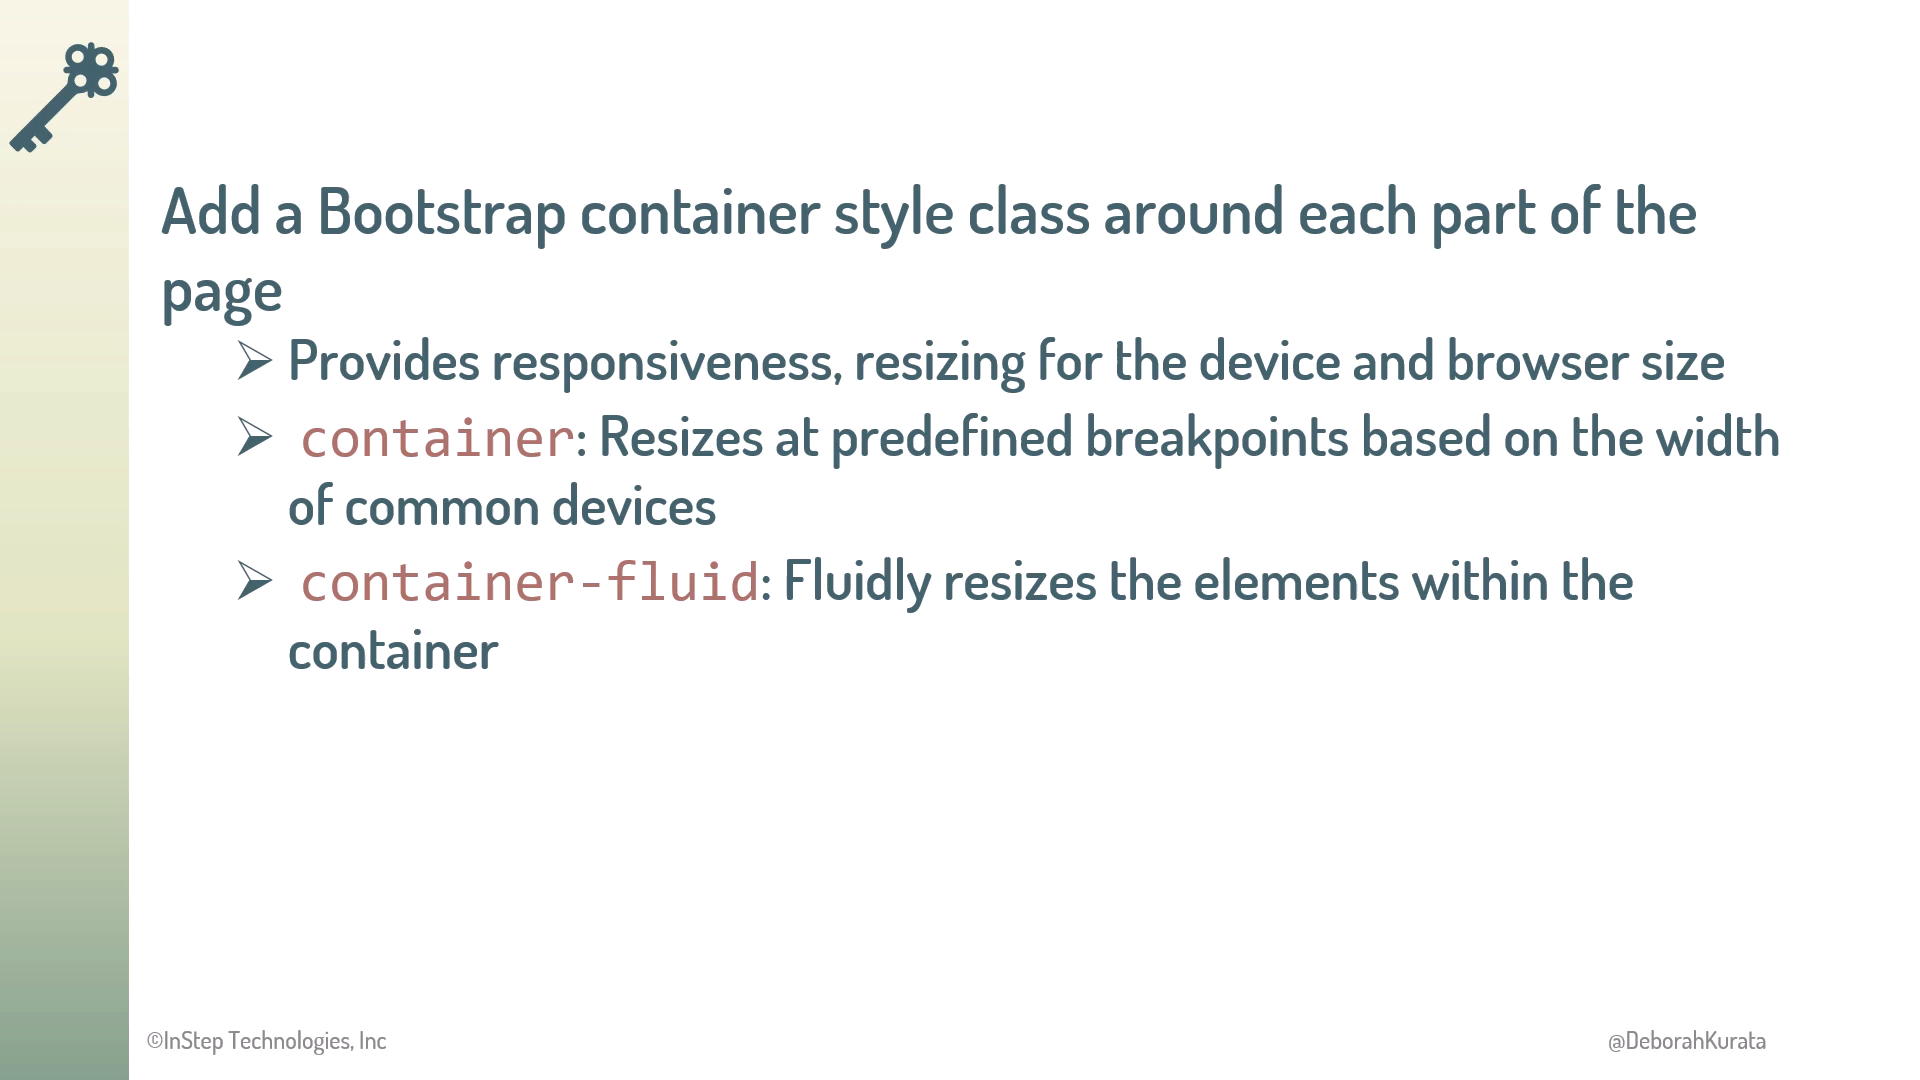 Add a Bootstrap container style class around each part of the
page
➢ Provides responsiveness, resizing for the device and browser size
➢ container: Resizes at predefined breakpoints based on the width
of common devices
➢ container-fluid: Fluidly resizes the elements within the
container
©InStep Technologies, Inc
@DeborahKurata